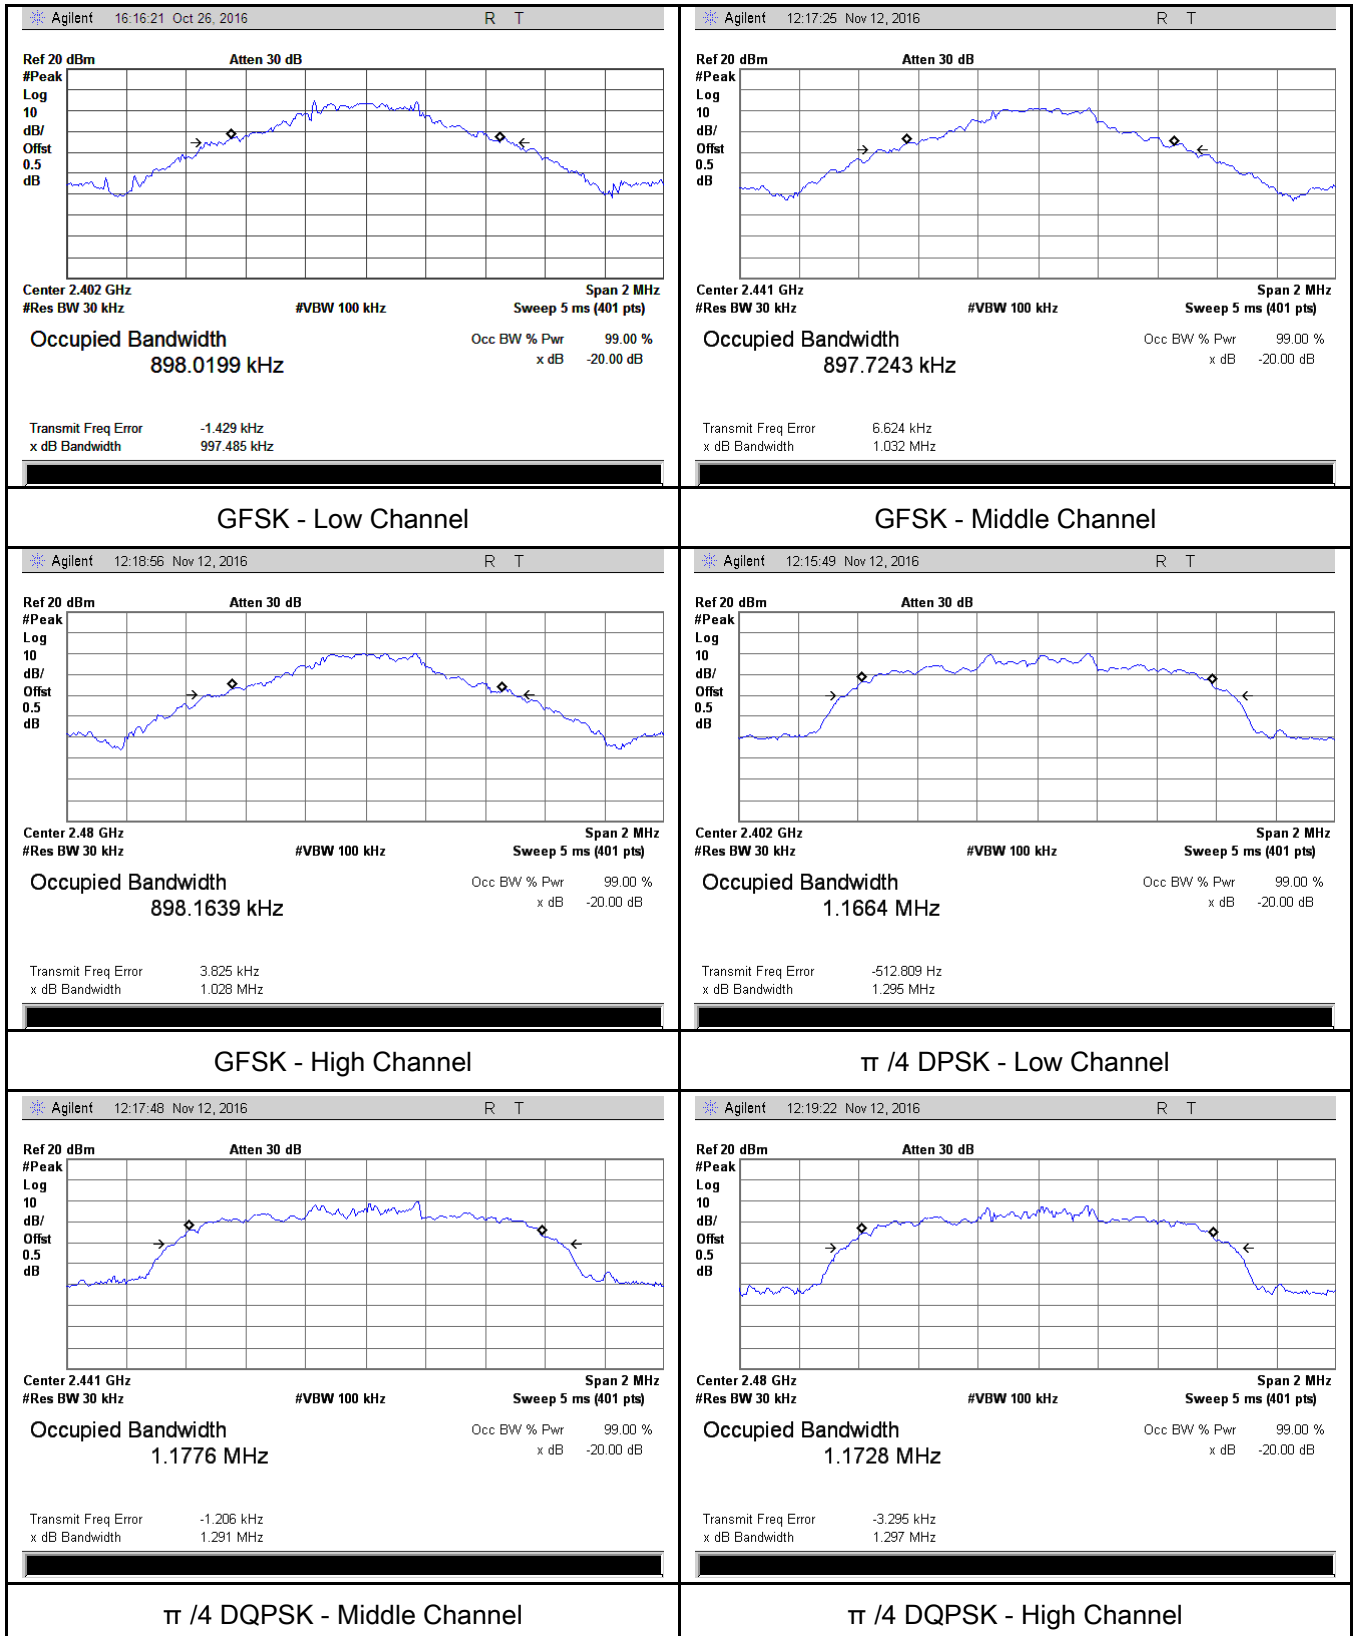 Agilent 16:16:21 Oct 26, 2016 R T
Ref 20 dBm Atten 30 dB
#Peak
Log
10
dB/
Offst
0.5
dB
Center 2.402 GHz Span 2 MHz
#Res BW 30 kHz #VBW 100 kHz Sweep 5 ms (401 pts)
Occupied Bandwidth Occ BW % Pwr 99.00 %
898.0199 kHz x dB -20.00 dB
Transmit Freq Error -1.429 kHz
x dB Bandwidth 997.485 kHz
GFSK - Low Channel
Agilent 12:17:25 Nov 12, 2016 R T
Ref 20 dBm Atten 30 dB
#Peak
Log
10
dB/
Offst
0.5
dB
Center 2.441 GHz Span 2 MHz
#Res BW 30 kHz #VBW 100 kHz Sweep 5 ms (401 pts)
Occupied Bandwidth Occ BW % Pwr 99.00 %
897.7243 kHz x dB -20.00 dB
Transmit Freq Error 6.624 kHz
x dB Bandwidth 1.032 MHz
GFSK - Middle Channel
Agilent 12:18:56 Nov 12, 2016 R T
Ref 20 dBm Atten 30 dB
#Peak
Log
10
dB/
Offst
0.5
dB
Center 2.48 GHz Span 2 MHz
#Res BW 30 kHz #VBW 100 kHz Sweep 5 ms (401 pts)
Occupied Bandwidth Occ BW % Pwr 99.00 %
898.1639 kHz x dB -20.00 dB
Transmit Freq Error 3.825 kHz
x dB Bandwidth 1.028 MHz
GFSK - High Channel
Agilent 12:15:49 Nov 12, 2016 R T
Ref 20 dBm Atten 30 dB
#Peak
Log
10
dB/
Offst
0.5
dB
Center 2.402 GHz Span 2 MHz
#Res BW 30 kHz #VBW 100 kHz Sweep 5 ms (401 pts)
Occupied Bandwidth Occ BW % Pwr 99.00 %
1.1664 MHz x dB -20.00 dB
Transmit Freq Error -512.809 Hz
x dB Bandwidth 1.295 MHz
π /4 DPSK - Low Channel
Agilent 12:17:48 Nov 12, 2016 R T
Ref 20 dBm Atten 30 dB
#Peak
Log
10
dB/
Offst
0.5
dB
Center 2.441 GHz Span 2 MHz
#Res BW 30 kHz #VBW 100 kHz Sweep 5 ms (401 pts)
Occupied Bandwidth Occ BW % Pwr 99.00 %
1.1776 MHz x dB -20.00 dB
Transmit Freq Error -1.206 kHz
x dB Bandwidth 1.291 MHz
π /4 DQPSK - Middle Channel
Agilent 12:19:22 Nov 12, 2016 R T
Ref 20 dBm Atten 30 dB
#Peak
Log
10
dB/
Offst
0.5
dB
Center 2.48 GHz Span 2 MHz
#Res BW 30 kHz #VBW 100 kHz Sweep 5 ms (401 pts)
Occupied Bandwidth Occ BW % Pwr 99.00 %
1.1728 MHz x dB -20.00 dB
Transmit Freq Error -3.295 kHz
x dB Bandwidth 1.297 MHz
π /4 DQPSK - High Channel